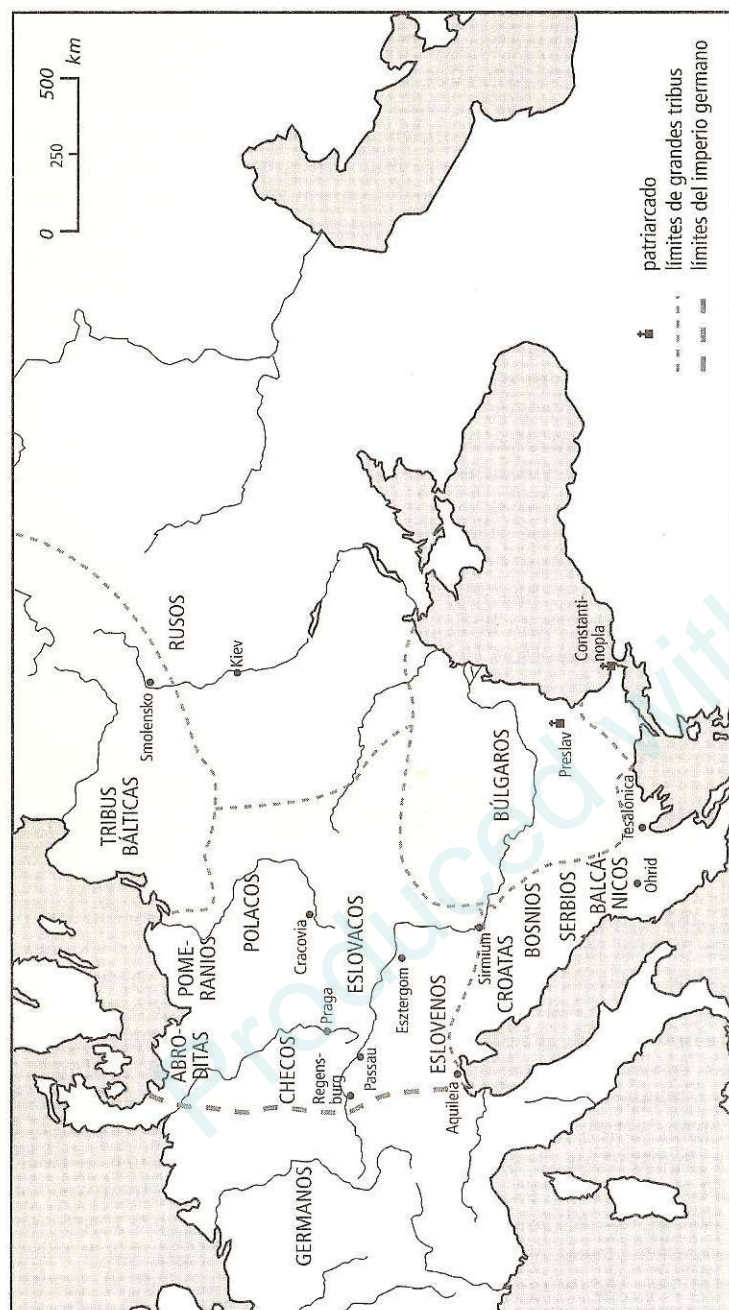 0 250 500 km
TRIBUS
BÁLTICAS
Smolensko
RUSOS
Kiev
ABRO-
DITAS
POME-
RANIOS
POLACOS
Cracovia
GERMANOS
CHECOS
Praga
Regens-
burg
Passau
ESLOVACOS
Esztergom
ESLOVENOS
Aquileia
Sirmium
CROATAS
BOSNIOS
SERBIOS
BALCÁ-
NICOS
BÚLGAROS
Preslav
Constanti-
nopla
Tesalónica
Ohrid
patriarcado
límites de grandes tribus
límites del imperio germano
Produced with